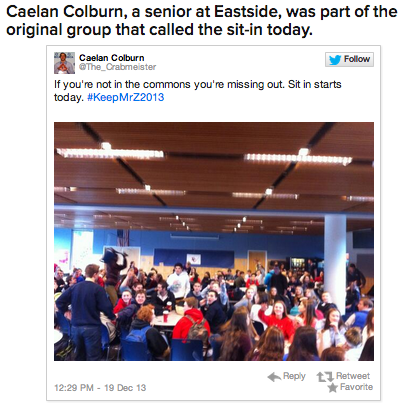 Caelan Colburn, a senior at Eastside, was part of the
original group that called the sit-in today.
Caelan Colburn
@The_Crabmeister
Follow
If you're not in the commons you're missing out. Sit in starts
today. #KeepMrZ2013
Reply
Retweet
Favorite
12:29 PM - 19 Dec 13